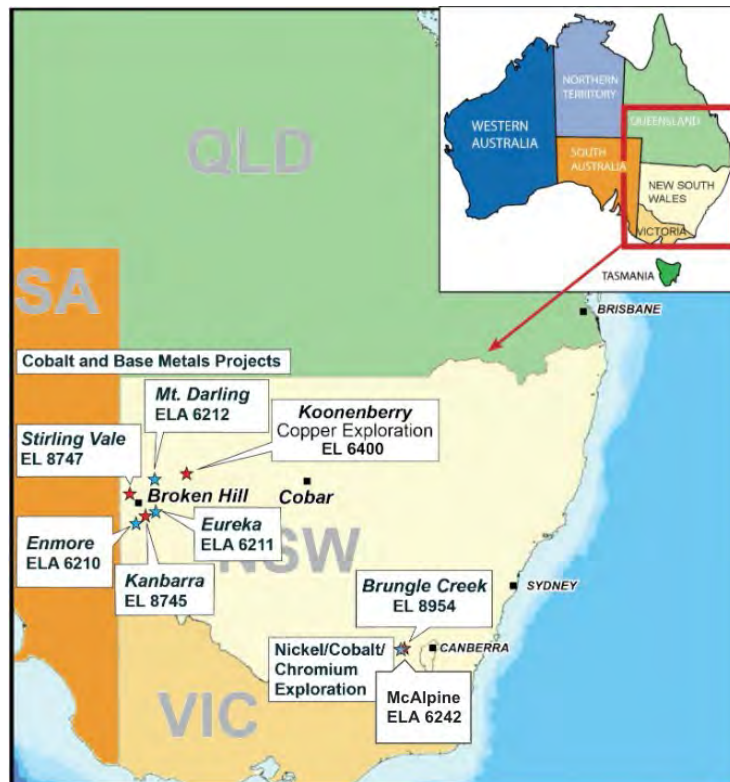 NORTHERN
TERRITORY
QUEENSLAND
WESTERN
AUSTRALIA
SOUTH
AUSTRALIA
NEW SOUTH
WALES
VICTORIA
TASMANIA
QLD
SA
BRISBANE
Cobalt and Base Metals Projects
Mt. Darling
ELA 6212
Koonenberry
Copper Exploration
EL 6400
Stirling Vale
EL 8747
Broken Hill
Cobar
Enmore
ELA 6210
Eureka
ELA 6211
Kanbarra
EL 8745
NSW
Brungle Creek
EL 8954
SYDNEY
Nickel/Cobalt/
Chromium
Exploration
CANBERRA
McAlpine
ELA 6242
VIC